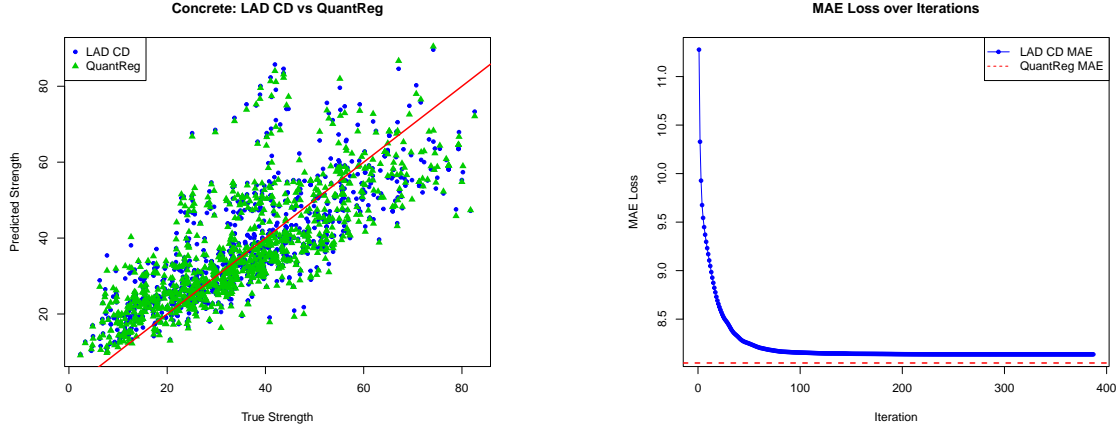 Concrete: LAD CD vs QuantReg
LAD CD
QuantReg
Predicted Strength
80
60
40
20
0 20 40 60 80
True Strength
MAE Loss over Iterations
LAD CD MAE
QuantReg MAE
MAE Loss
11.0
10.5
10.0
9.5
9.0
8.5
0 100 200 300 400
Iteration